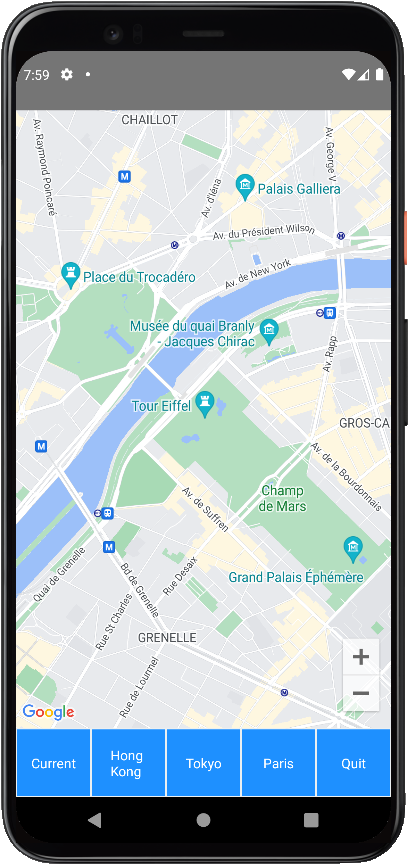 7:59
CHAILLOT
Av. Raymond Poincaré
Av. George V
M
Av. d'Iéna
Palais Galliera
Av. du Président Wilson
Place du Trocadéro
Av. de New York
Musée du quai Branly
- Jacques Chirac
Av. Rapp
Tour Eiffel
GROS-CA
M
Av. de la Bourdonnais
Champ
de Mars
Av. de Suffren
M
Quai de Grenelle
Bd de Grenelle
Rue Desaix
Grand Palais Éphémère
Rue St Charles
GRENELLE
Rue de Lourmel
+
−
Google
Current
Hong
Kong
Tokyo
Paris
Quit